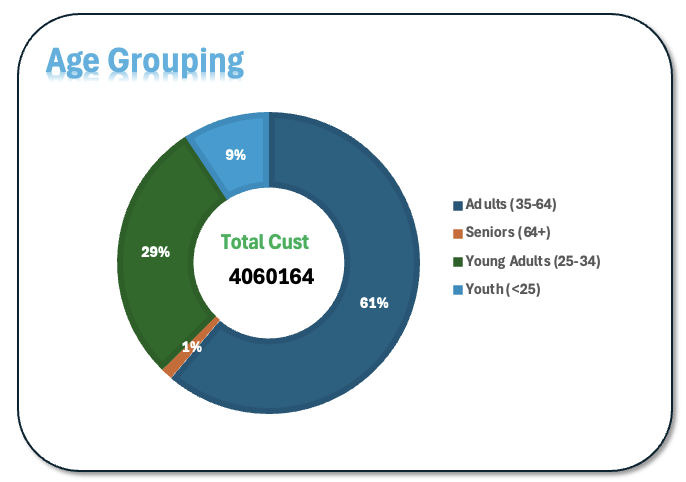 Age Grouping
9%
29%
Total Cust
4060164
61%
1%
Adults (35-64)
Seniors (64+)
Young Adults (25-34)
Youth (<25)